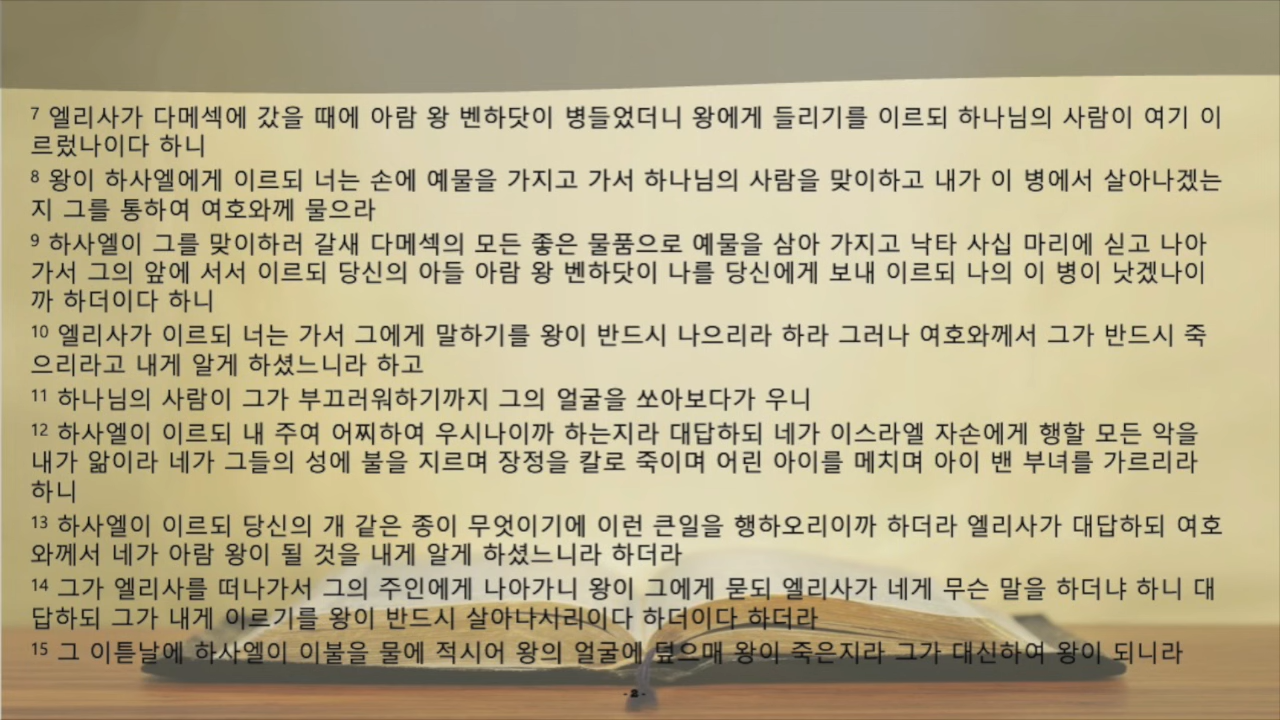 7 엘리사가 다메섹에 갔을 때에 아람 왕 벤하닷이 병들었더니 왕에게 들리기를 이르되 하나님의 사람이 여기 이
르렀나이다 하니
8 왕이 하사엘에게 이르되 너는 손에 예물을 가지고 가서 하나님의 사람을 맞이하고 내가 이 병에서 살아나겠는
지 그를 통하여 여호와께 물으라
9 하사엘이 그를 맞이하러 갈새 다메섹의 모든 좋은 물품으로 예물을 삼아 가지고 낙타 사십 마리에 싣고 나아
가서 그의 앞에 서서 이르되 당신의 아들 아람 왕 벤하닷이 나를 당신에게 보내 이르되 나의 이 병이 낫겠나이
까 하더이다 하니
10 엘리사가 이르되 너는 가서 그에게 말하기를 왕이 반드시 나으리라 하라 그러나 여호와께서 그가 반드시 죽
으리라고 내게 알게 하셨느니라 하고
11 하나님의 사람이 그가 부끄러워하기까지 그의 얼굴을 쏘아보다가 우니
12 하사엘이 이르되 내 주여 어찌하여 우시나이까 하는지라 대답하되 네가 이스라엘 자손에게 행할 모든 악을
내가 앎이라 네가 그들의 성에 불을 지르며 장정을 칼로 죽이며 어린 아이를 메치며 아이 밴 부녀를 가르리라
하니
13 하사엘이 이르되 당신의 개 같은 종이 무엇이기에 이런 큰일을 행하오리이까 하더라 엘리사가 대답하되 여호
와께서 네가 아람 왕이 될 것을 내게 알게 하셨느니라 하더라
14 그가 엘리사를 떠나가서 그의 주인에게 나아가니 왕이 그에게 묻되 엘리사가 네게 무슨 말을 하더냐 하니 대
답하되 그가 내게 이르기를 왕이 반드시 살아나시리이다 하더이다 하더라
15 그 이튿날에 하사엘이 이불을 물에 적시어 왕의 얼굴에 덮으매 왕이 죽은지라 그가 대신하여 왕이 되니라
- 2 -